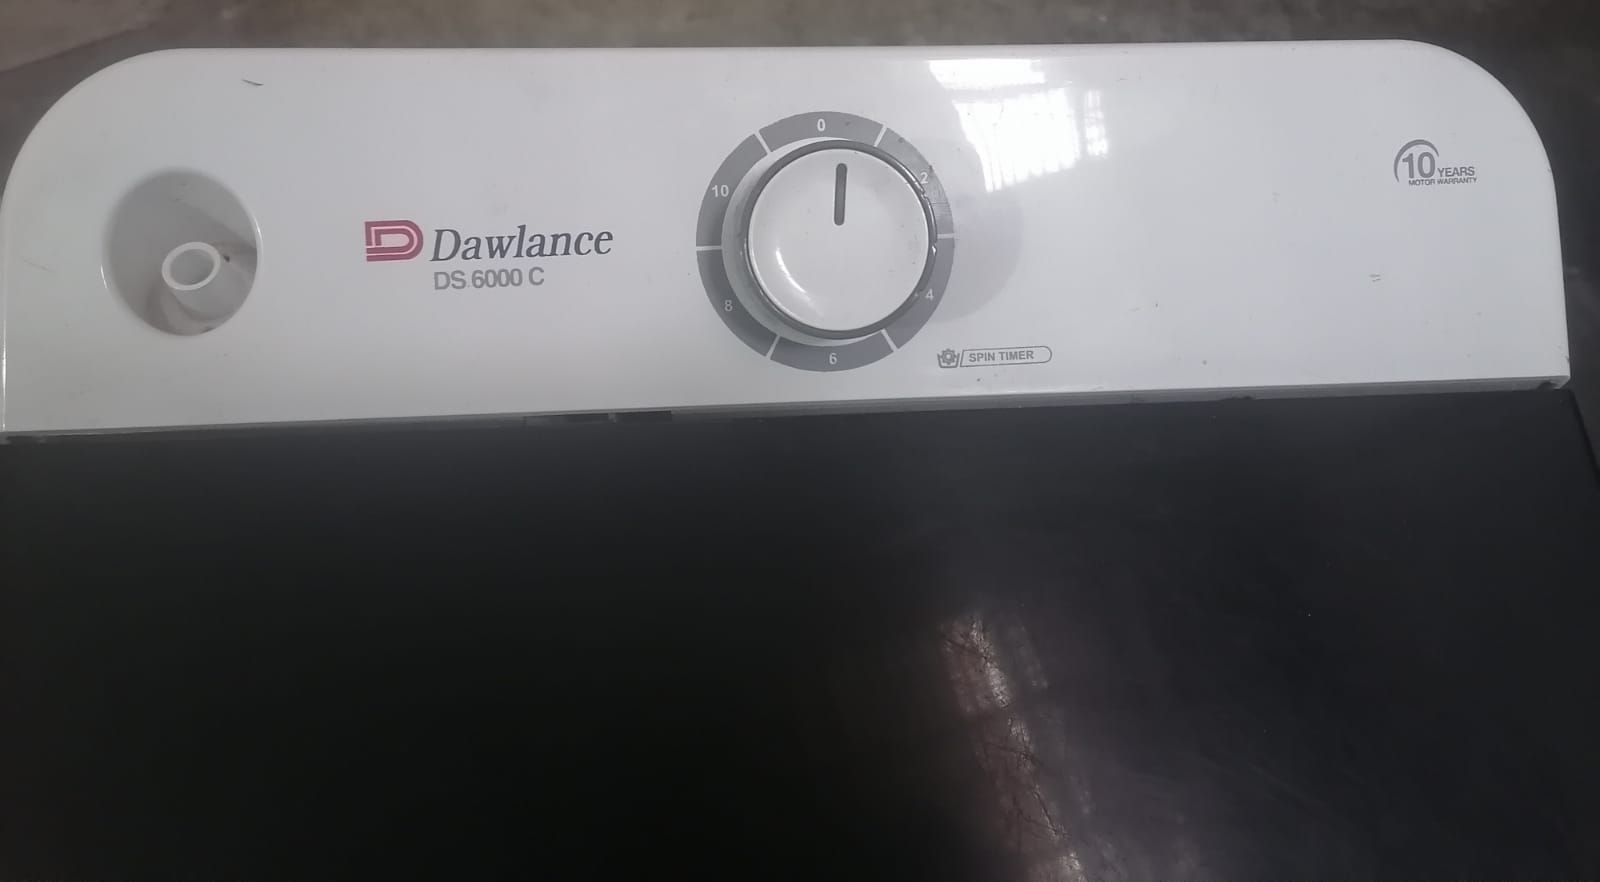 Dawlance
DS 6000 C
0
2
4
6
8
10
SPIN TIMER
10 YEARS
MOTOR WARRANTY